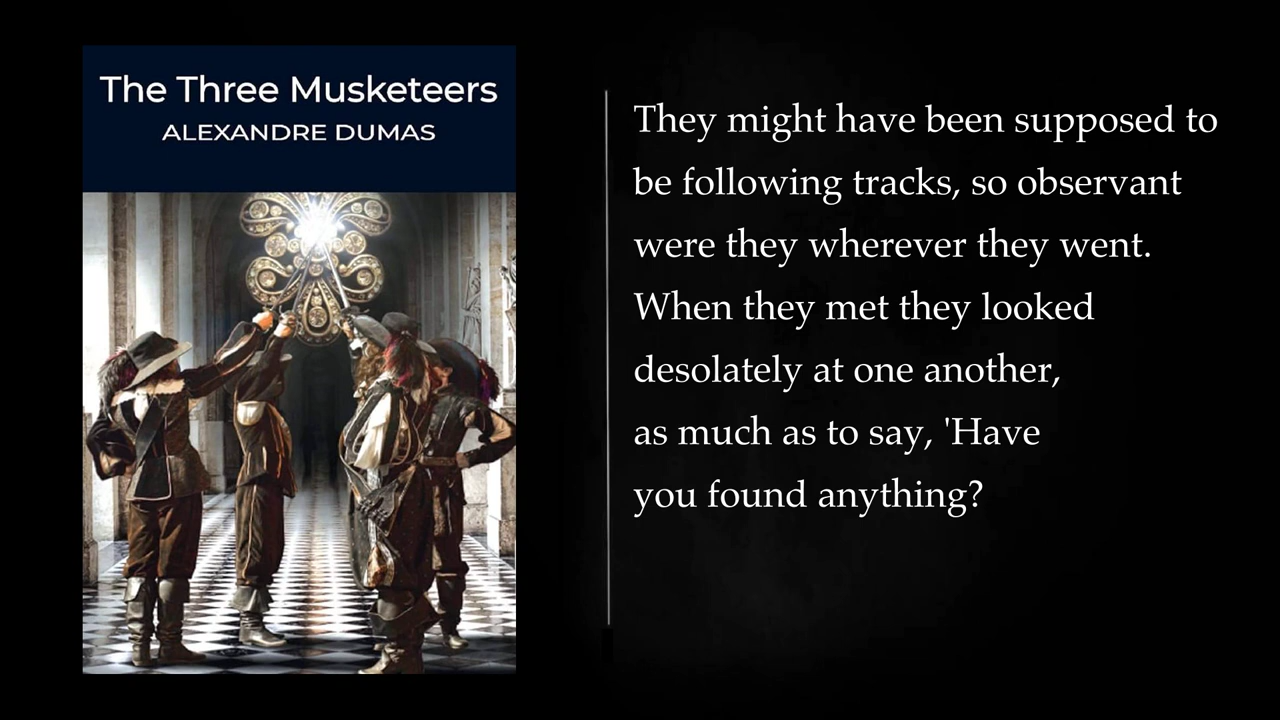 The Three Musketeers
ALEXANDRE DUMAS
They might have been supposed to
be following tracks, so observant
were they wherever they went.
When they met they looked
desolately at one another,
as much as to say, 'Have
you found anything?